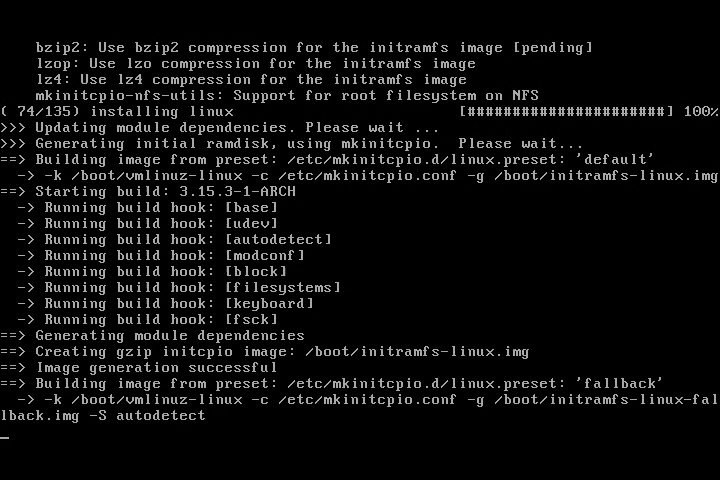 bzip2: Use bzip2 compression for the initramfs image [pending]
lzop: Use lzo compression for the initramfs image
lz4: Use lz4 compression for the initramfs image
mkinitcpio-nfs-utils: Support for root filesystem on NFS
( 74/135) installing linux [######################] 100%
>>> Updating module dependencies. Please wait ...
>>> Generating initial ramdisk, using mkinitcpio.  Please wait...
==> Building image from preset: /etc/mkinitcpio.d/linux.preset: 'default'
-> -k /boot/vmlinuz-linux -c /etc/mkinitcpio.conf -g /boot/initramfs-linux.img
==> Starting build: 3.15.3-1-ARCH
-> Running build hook: [base]
-> Running build hook: [udev]
-> Running build hook: [autodetect]
-> Running build hook: [modconf]
-> Running build hook: [block]
-> Running build hook: [filesystems]
-> Running build hook: [keyboard]
-> Running build hook: [fsck]
==> Generating module dependencies
==> Creating gzip initcpio image: /boot/initramfs-linux.img
==> Image generation successful
==> Building image from preset: /etc/mkinitcpio.d/linux.preset: 'fallback'
-> -k /boot/vmlinuz-linux -c /etc/mkinitcpio.conf -g /boot/initramfs-linux-fal
lback.img -S autodetect
_